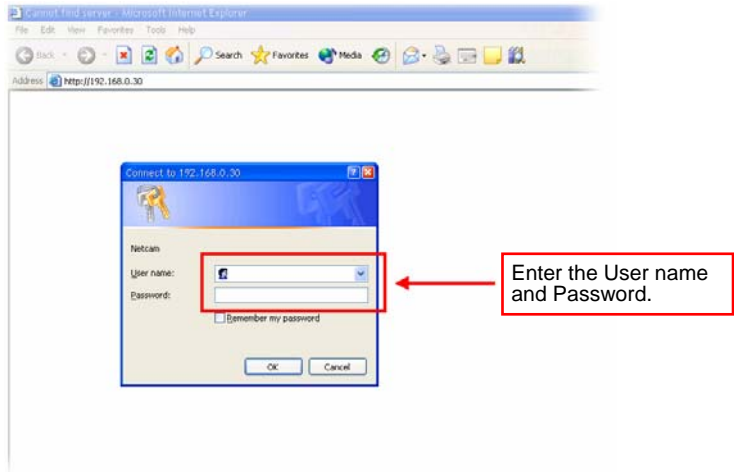 Cannot find server - Microsoft Internet Explorer
File Edit View Favorites Tools Help
Back Search Favorites Media
Address http://192.168.0.30
Connect to 192.168.0.30
Netcam
User name:
Password:
Remember my password
OK Cancel
Enter the User name
and Password.